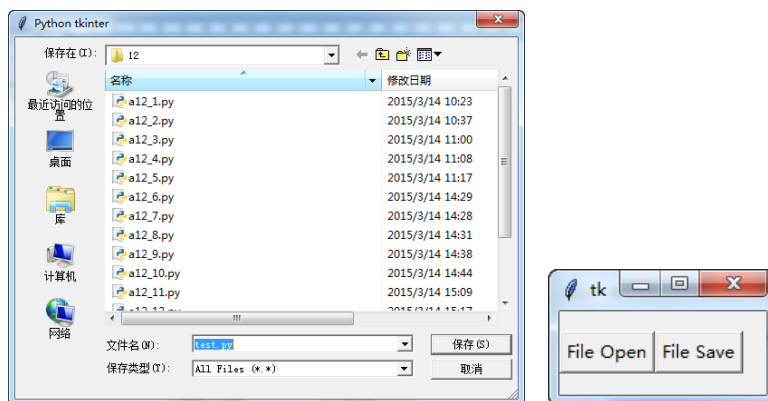 Python tkinter
保存在(I):
12
最近访问的位置
桌面
库
计算机
网络
名称
修改日期
a12_1.py 2015/3/14 10:23
a12_2.py 2015/3/14 10:37
a12_3.py 2015/3/14 11:00
a12_4.py 2015/3/14 11:08
a12_5.py 2015/3/14 11:17
a12_6.py 2015/3/14 14:29
a12_7.py 2015/3/14 14:28
a12_8.py 2015/3/14 14:31
a12_9.py 2015/3/14 14:38
a12_10.py 2015/3/14 14:44
a12_11.py 2015/3/14 15:09
文件名(N):
test.py
保存(S)
保存类型(T):
All Files (*.*)
取消
tk
File Open
File Save